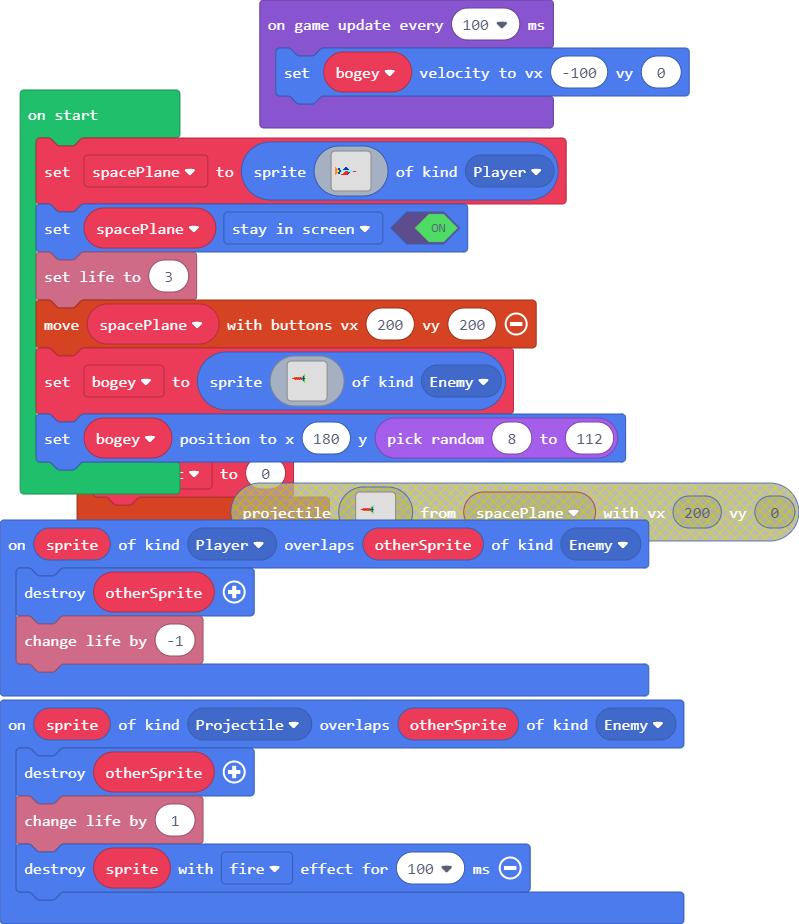 on game update every 100 ms
set bogey velocity to vx -100 vy 0
on start
set spacePlane to sprite of kind Player
set spacePlane stay in screen ON
set life to 3
move spacePlane with buttons vx 200 vy 200
set bogey to sprite of kind Enemy
set bogey position to x 180 y pick random 8 to 112
to 0
projectile from spacePlane with vx 200 vy 0
on sprite of kind Player overlaps otherSprite of kind Enemy
destroy otherSprite
change life by -1
on sprite of kind Projectile overlaps otherSprite of kind Enemy
destroy otherSprite
change life by 1
destroy sprite with fire effect for 100 ms